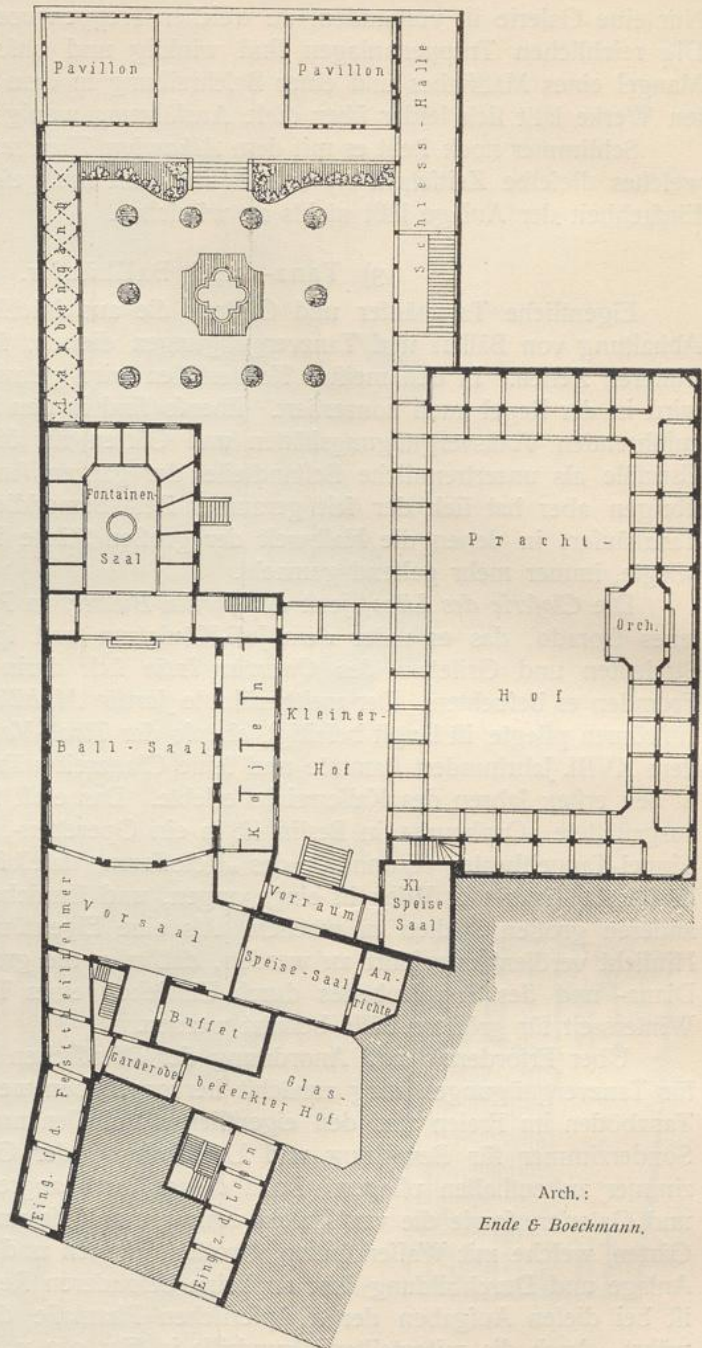 Pavillon
Pavillon
Schiess-Halle
Laubengang
Fontainen-
Saal
Pracht-
Orch.
Hof
Kleiner-
Hof
Ball-Saal
Kojen
Vorsaal
Vorraum
Kl
Speise
Saal
Speise-Saal
An-
richte
Buffet
Garderobe
Glas-
bedeckter Hof
Eing. f. d. Festtheilnehmer
Eing. z. d. Logen
Arch.:
Ende & Boeckmann.